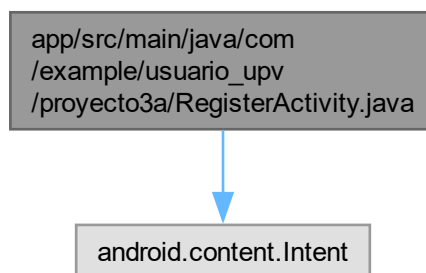 app/src/main/java/com
/example/usuario_upv
/proyecto3a/RegisterActivity.java
android.content.Intent